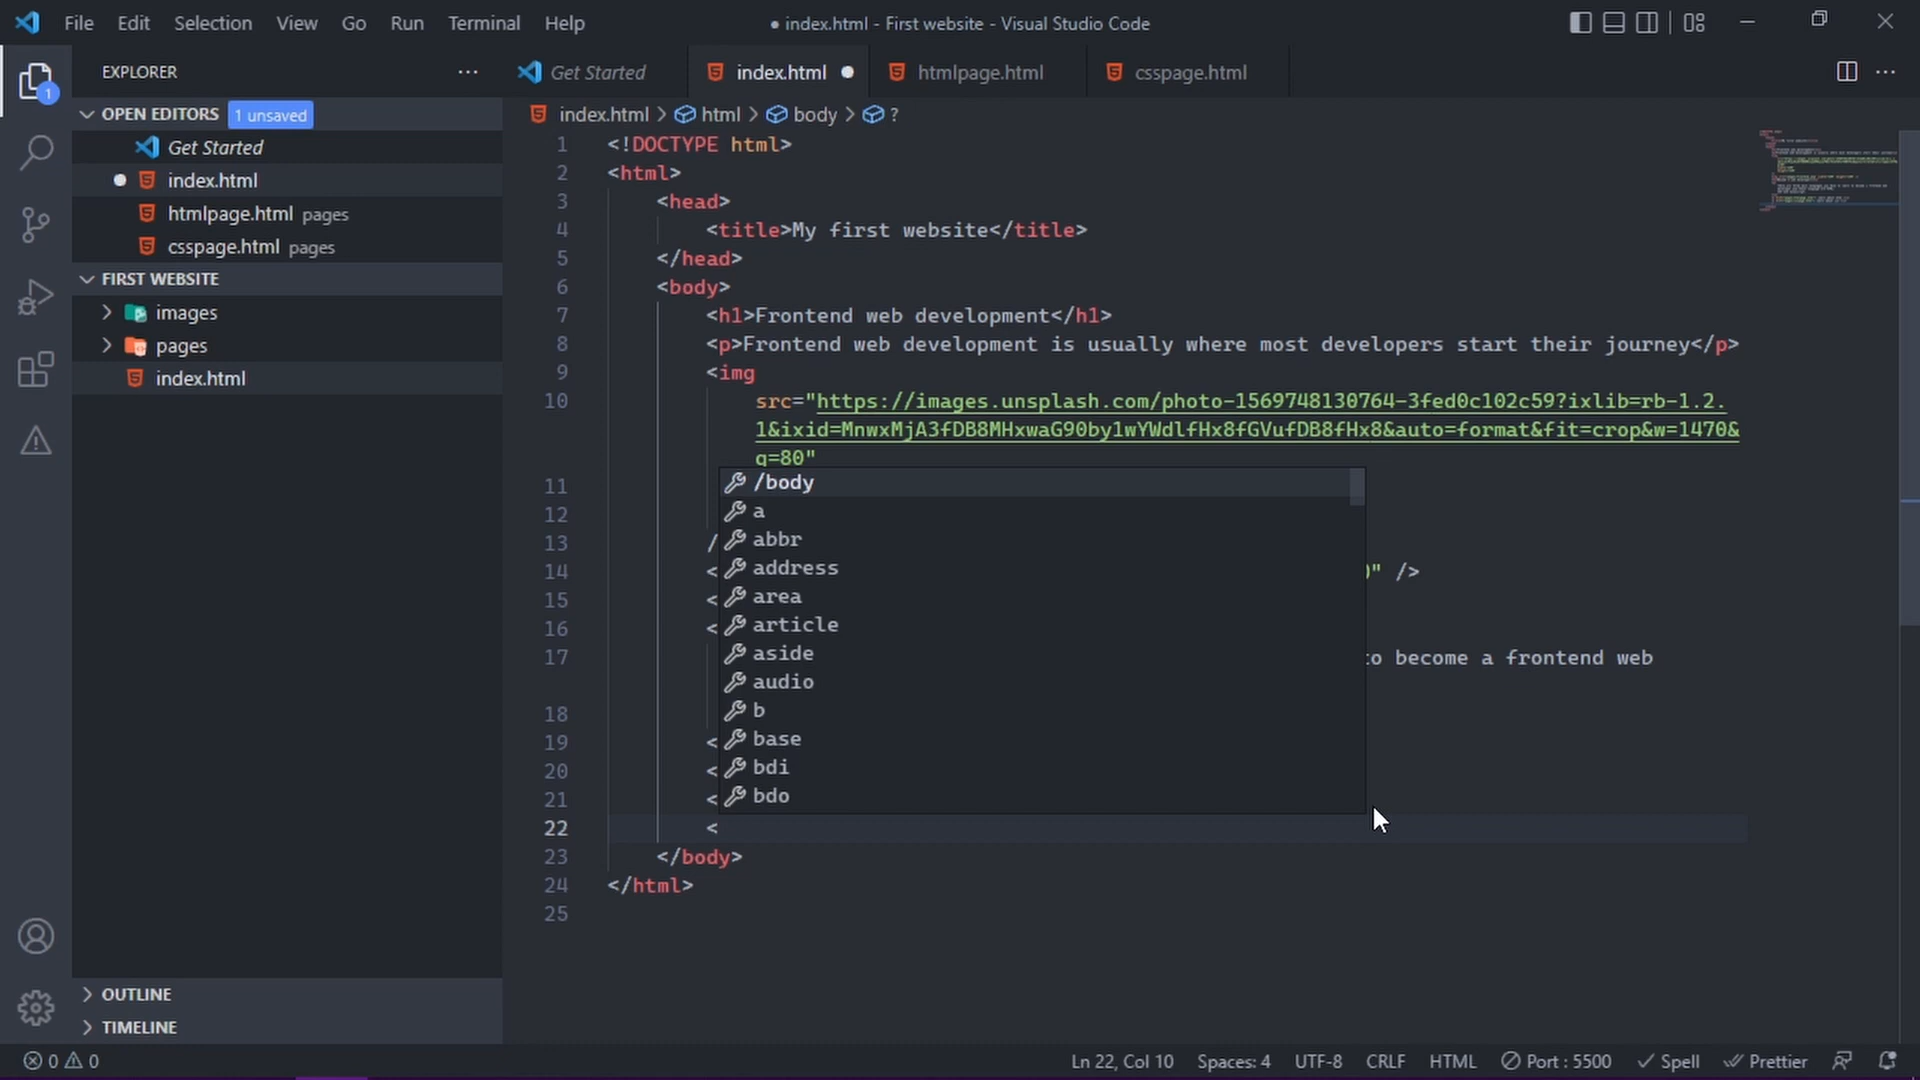 File Edit Selection View Go Run Terminal Help
● index.html - First website - Visual Studio Code
EXPLORER ···
Get Started
index.html
htmlpage.html
csspage.html
···
OPEN EDITORS 1 unsaved
index.html > html > body > ?
Get Started
index.html
htmlpage.html pages
csspage.html pages
FIRST WEBSITE
images
pages
index.html
OUTLINE
TIMELINE
1
1 <!DOCTYPE html>
2 <html>
3 <head>
4 <title>My first website</title>
5 </head>
6 <body>
7 <h1>Frontend web development</h1>
8 <p>Frontend web development is usually where most developers start their journey</p>
9 <img
10 src="https://images.unsplash.com/photo-1569748130764-3fed0c102c59?ixlib=rb-1.2.
1&ixid=MnwxMjA3fDB8MHxwaG90by1wYWdlfHx8fGVufDB8fHx8&auto=format&fit=crop&w=1470&
q=80"
11
12
13 /
14 < " />
15 <
16 <
17 to become a frontend web
18
19 <
20 <
21 <
22 <
23 </body>
24 </html>
25
/body
a
abbr
address
area
article
aside
audio
b
base
bdi
bdo
0 0
Ln 22, Col 10 Spaces: 4 UTF-8 CRLF HTML Port : 5500 Spell Prettier